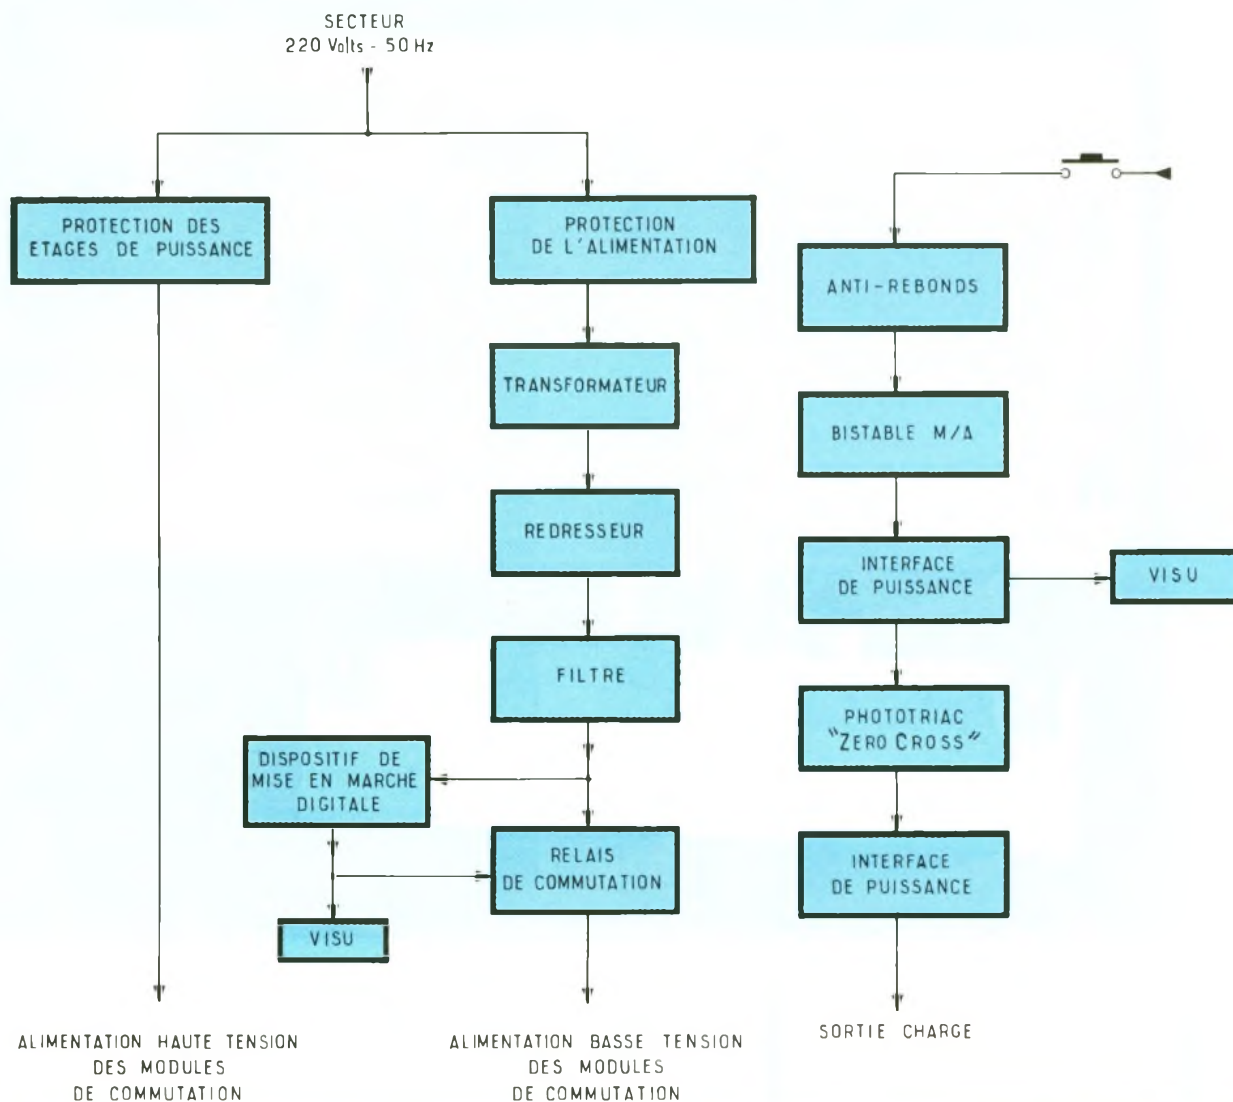 SECTEUR
220 Volts - 50 Hz
PROTECTION DES
ETAGES DE PUISSANCE
PROTECTION
DE L'ALIMENTATION
TRANSFORMATEUR
REDRESSEUR
FILTRE
DISPOSITIF DE
MISE EN MARCHE
DIGITALE
RELAIS
DE COMMUTATION
VISU
ALIMENTATION HAUTE TENSION
DES MODULES
DE COMMUTATION
ALIMENTATION BASSE TENSION
DES MODULES
DE COMMUTATION
ANTI-REBONDS
BISTABLE M/A
INTERFACE
DE PUISSANCE
VISU
PHOTOTRIAC
"ZERO CROSS"
INTERFACE
DE PUISSANCE
SORTIE CHARGE